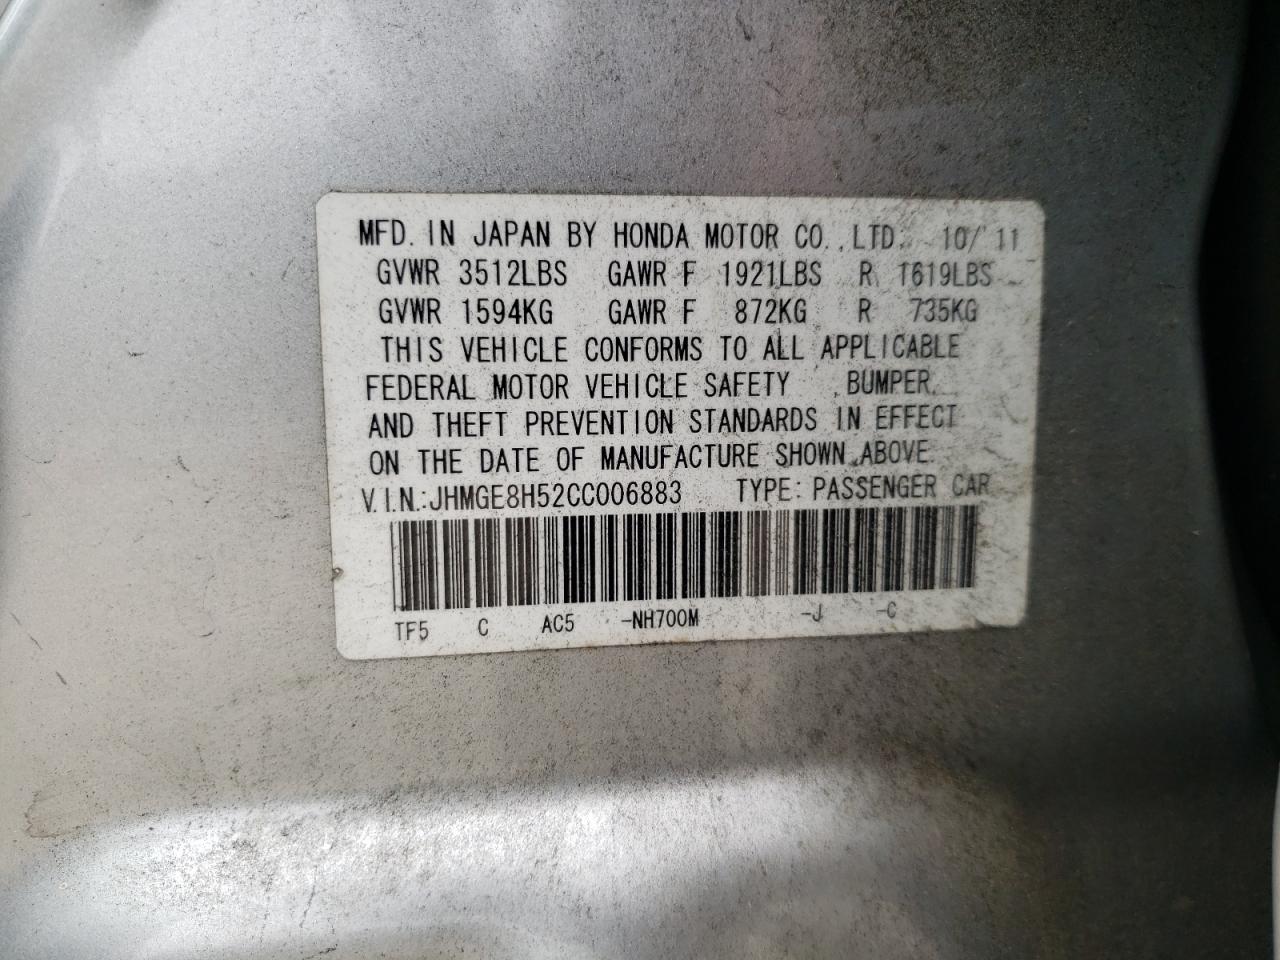 MFD. IN JAPAN BY HONDA MOTOR CO., LTD. 10/'11
GVWR 3512LBS GAWR F 1921LBS R 1619LBS
GVWR 1594KG GAWR F 872KG R 735KG
THIS VEHICLE CONFORMS TO ALL APPLICABLE
FEDERAL MOTOR VEHICLE SAFETY , BUMPER,
AND THEFT PREVENTION STANDARDS IN EFFECT
ON THE DATE OF MANUFACTURE SHOWN ABOVE.
V.I.N.:JHMGE8H52CC006883 TYPE: PASSENGER CAR
TF5 C AC5 -NH700M -J -C